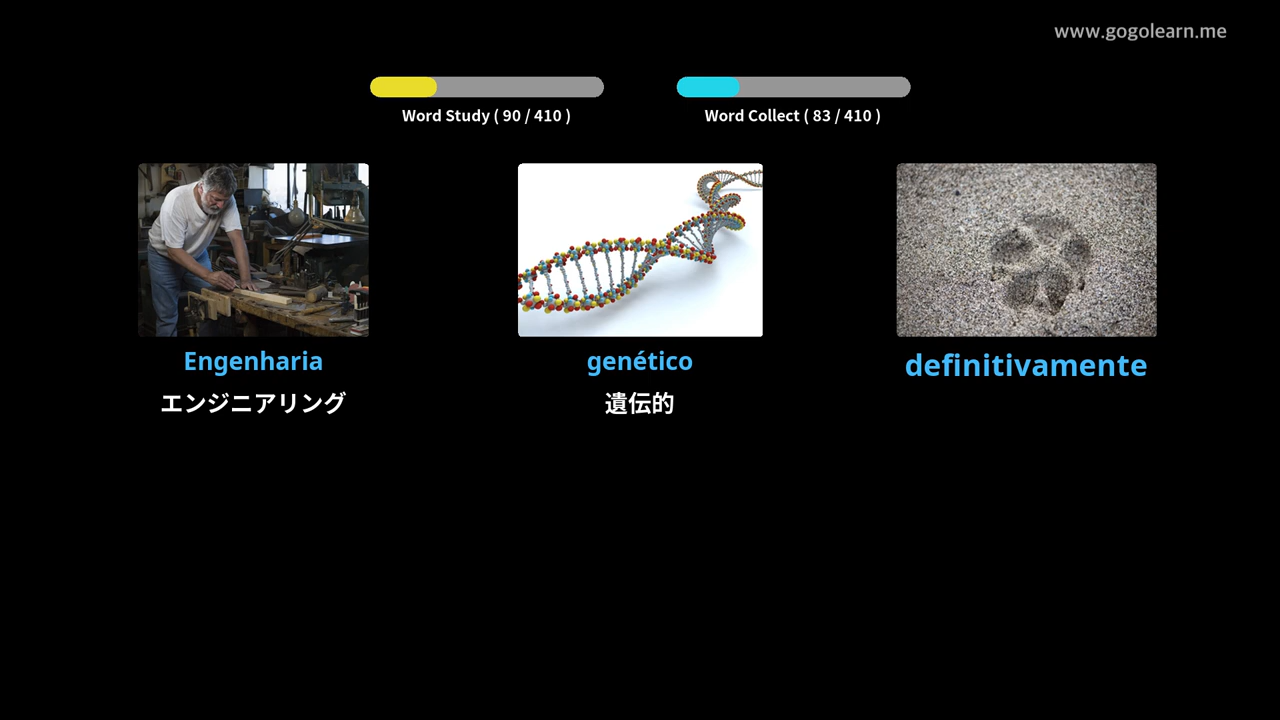 www.gogolearn.me
Word Study ( 90 / 410 )
Word Collect ( 83 / 410 )
Engenharia
genético
definitivamente
エンジニアリング
遺伝的